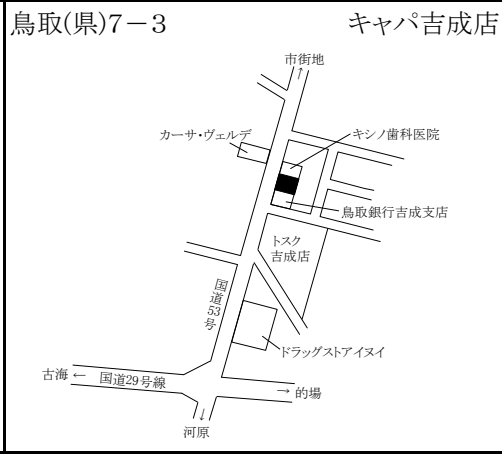 鳥取(県)7−3
キャパ吉成店
市街地
↑
カーサ・ヴェルデ
キシノ歯科医院
鳥取銀行吉成支店
トスク
吉成店
国道53号
ドラッグストアイヌイ
古海 ← 国道29号線
→ 的場
↓
河原